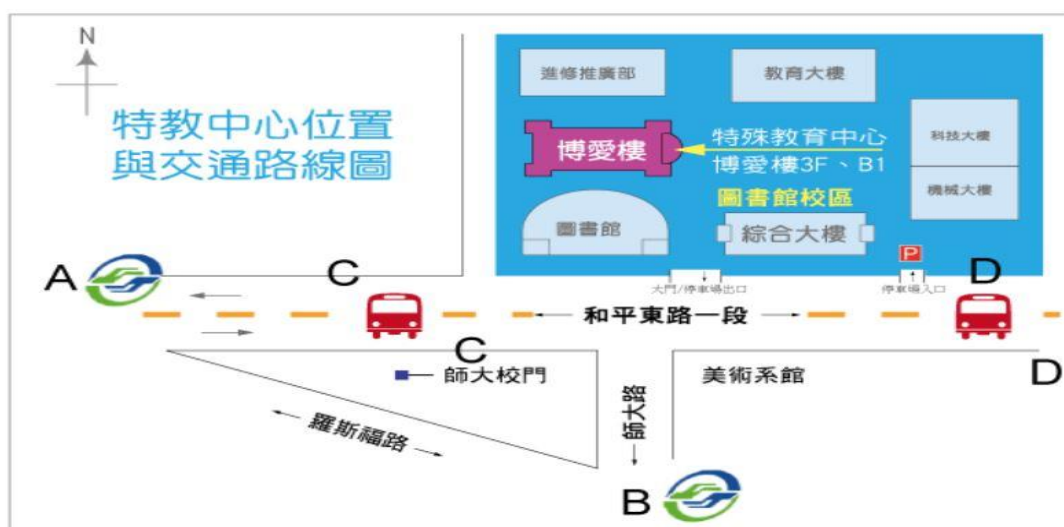 N
特教中心位置
與交通路線圖
進修推廣部
教育大樓
博愛樓
特殊教育中心
博愛樓3F、B1
科技大樓
機械大樓
圖書館校區
圖書館
綜合大樓
P
A
C
D
大門/停車場出口
停車場入口
和平東路一段
C
師大校門
美術系館
D
羅斯福路
師大路
B